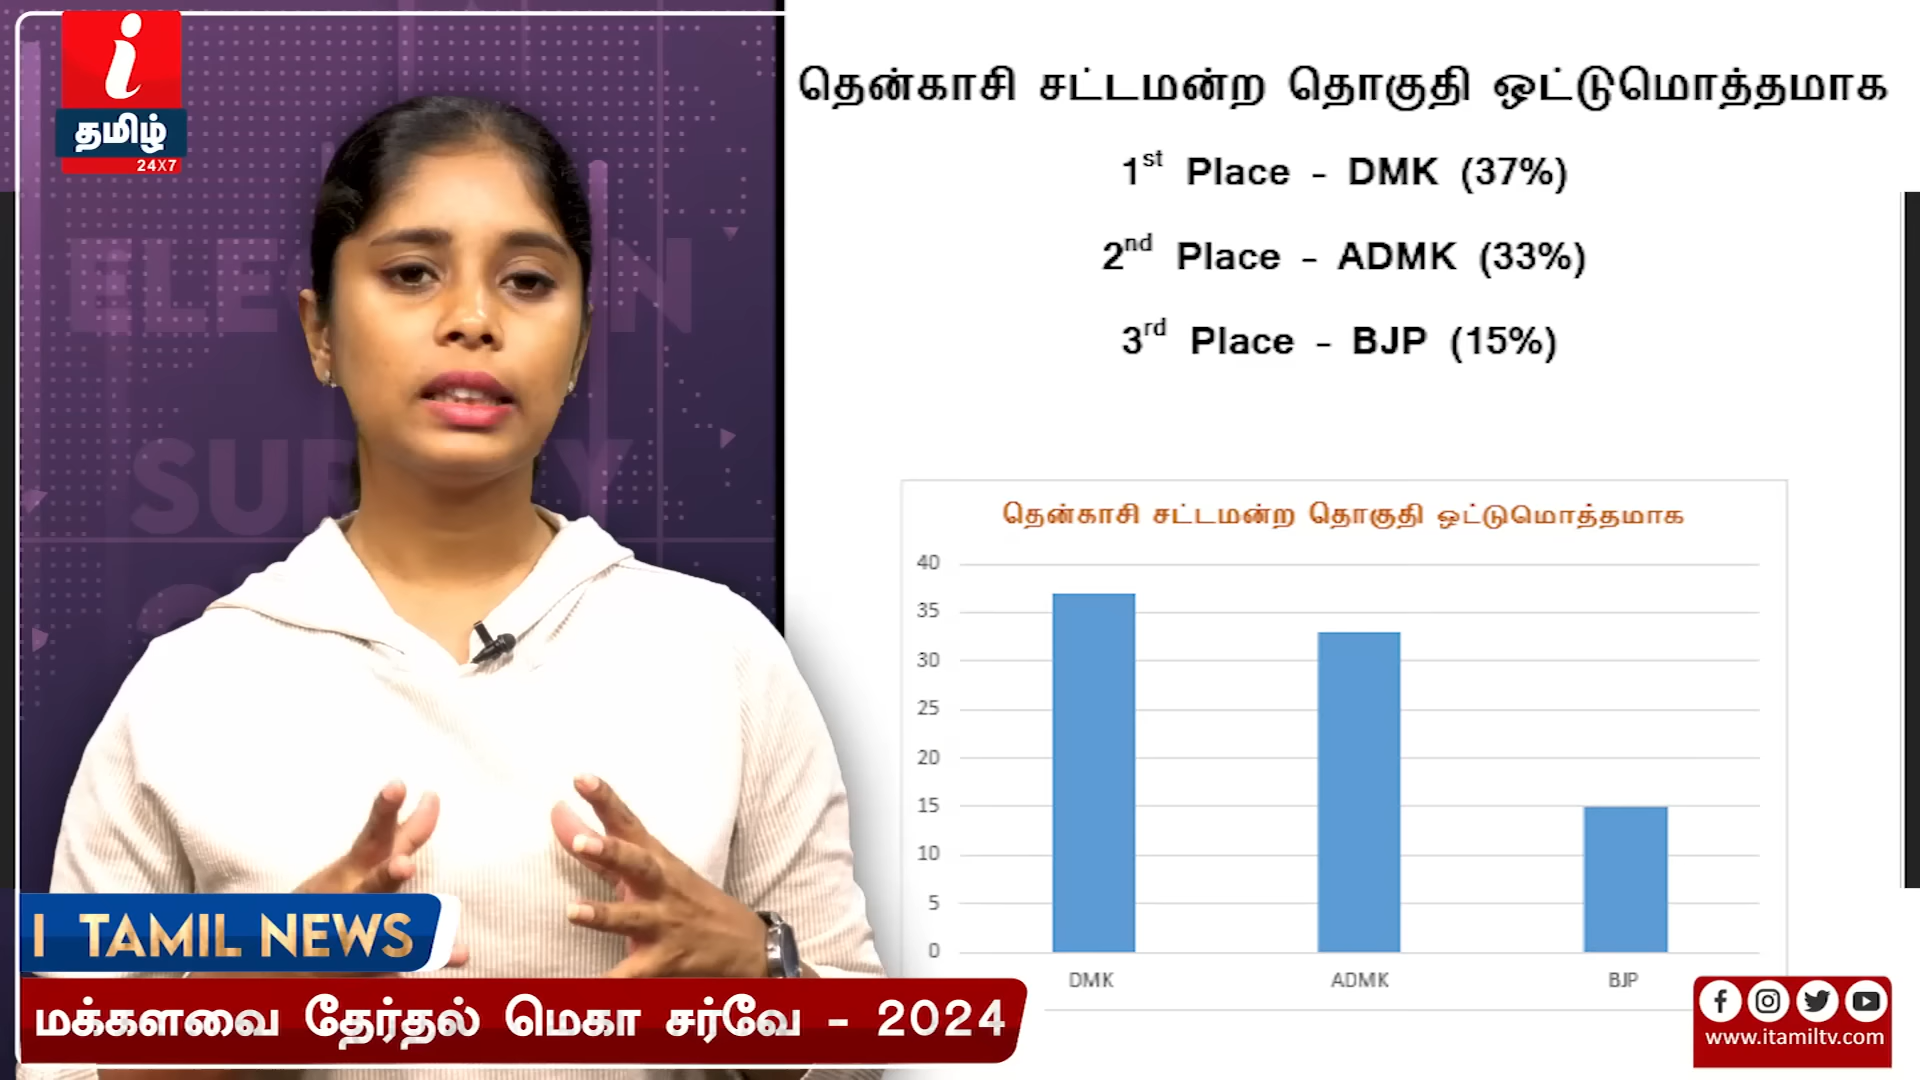 i
தமிழ்
24X7
ELE N
SUR Y
தென்காசி சட்டமன்ற தொகுதி ஒட்டுமொத்தமாக
1st Place - DMK (37%)
2nd Place - ADMK (33%)
3rd Place - BJP (15%)
தென்காசி சட்டமன்ற தொகுதி ஒட்டுமொத்தமாக
40
35
30
25
20
15
10
5
0
DMK ADMK BJP
I TAMIL NEWS
மக்களவை தேர்தல் மெகா சர்வே - 2024
www.itamiltv.com